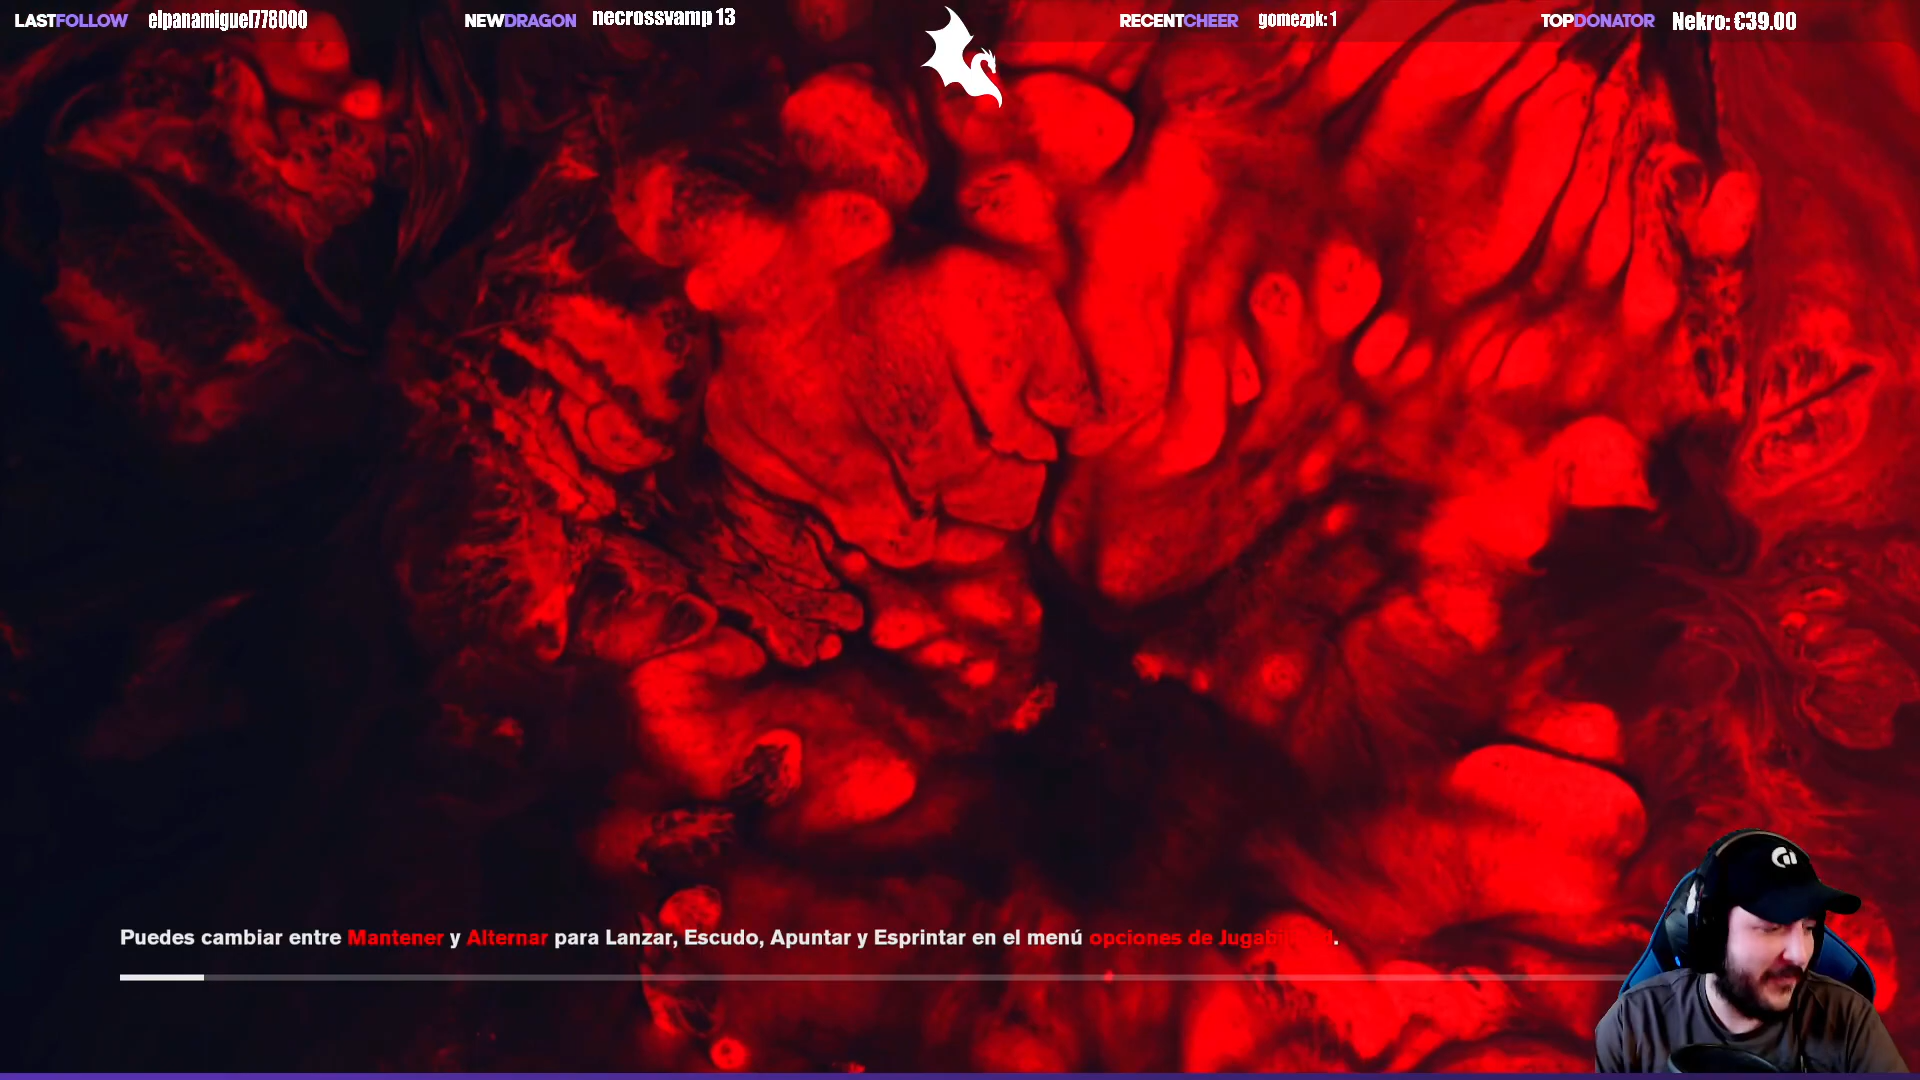 LASTFOLLOW elpanamiguel778000 NEWDRAGON necrossvamp 13 RECENTCHEER gomezpk: 1 TOPDONATOR Nekro: €39.00
Puedes cambiar entre Mantener y Alternar para Lanzar, Escudo, Apuntar y Esprintar en el menú opciones de Jugabilidad.